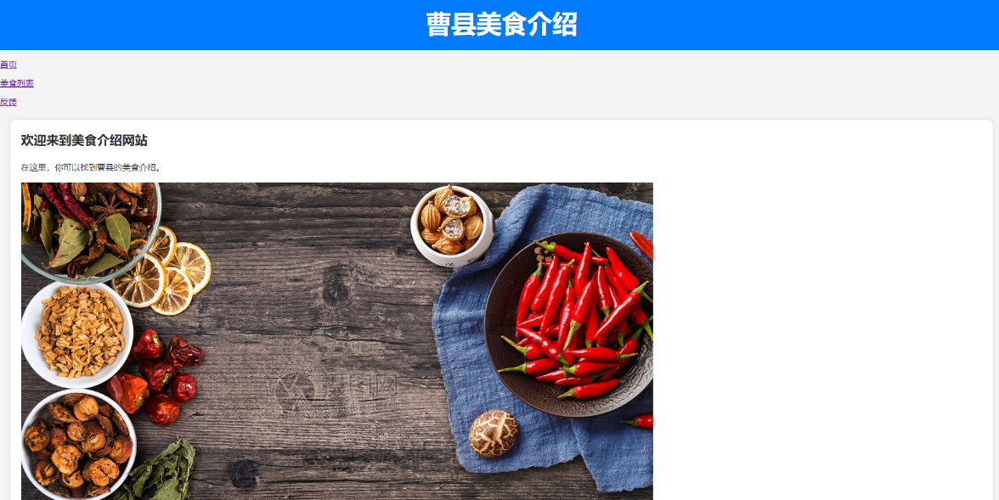 曹县美食介绍
首页
美食列表
反馈
欢迎来到美食介绍网站
在这里，你可以找到曹县的美食介绍。